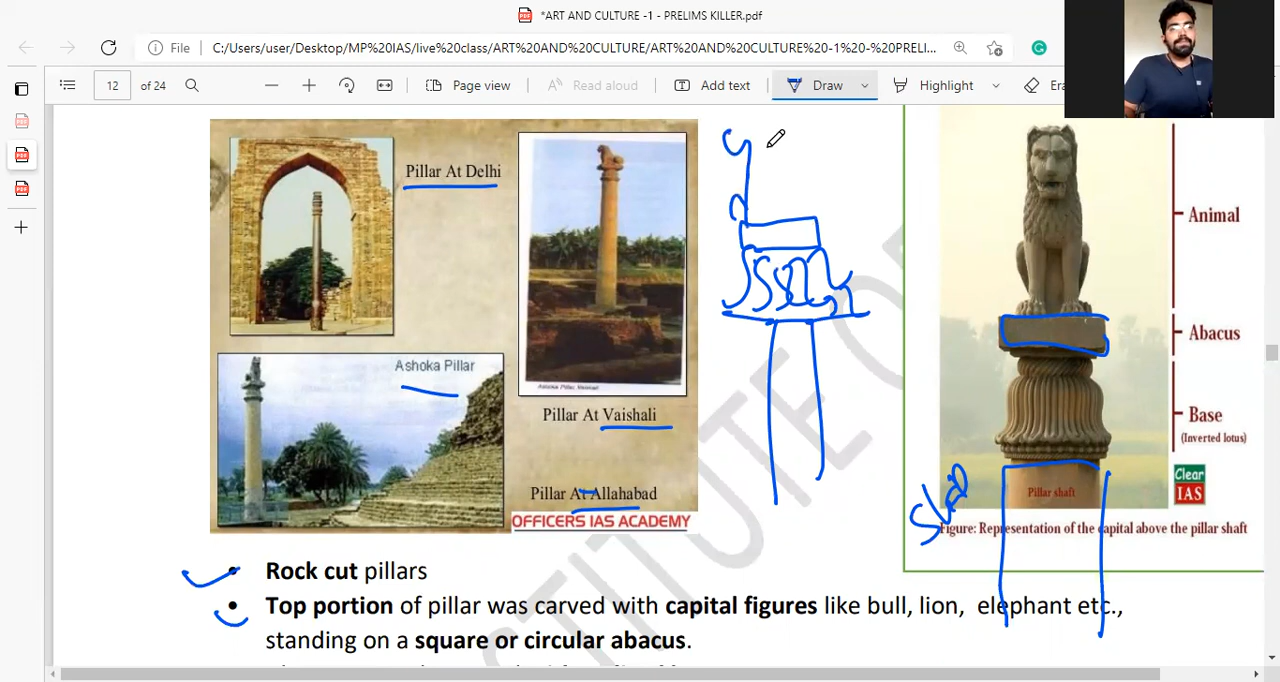 *ART AND CULTURE -1 - PRELIMS KILLER.pdf
File
C:/Users/user/Desktop/MP%20IAS/live%20class/ART%20AND%20CULTURE/ART%20AND%20CULTURE%20-1%20-%20PRELI...
12 of 24
Page view
Read aloud
Add text
Draw
Highlight
Era
Pillar At Delhi
Ashoka Pillar
Ashoka Pillar, Vaishali
Pillar At Vaishali
Pillar At Allahabad
OFFICERS IAS ACADEMY
Animal
Abacus
Base
(Inverted lotus)
Clear
IAS
Pillar shaft
Figure: Representation of the capital above the pillar shaft
• Rock cut pillars
• Top portion of pillar was carved with capital figures like bull, lion, elephant etc.,
standing on a square or circular abacus.